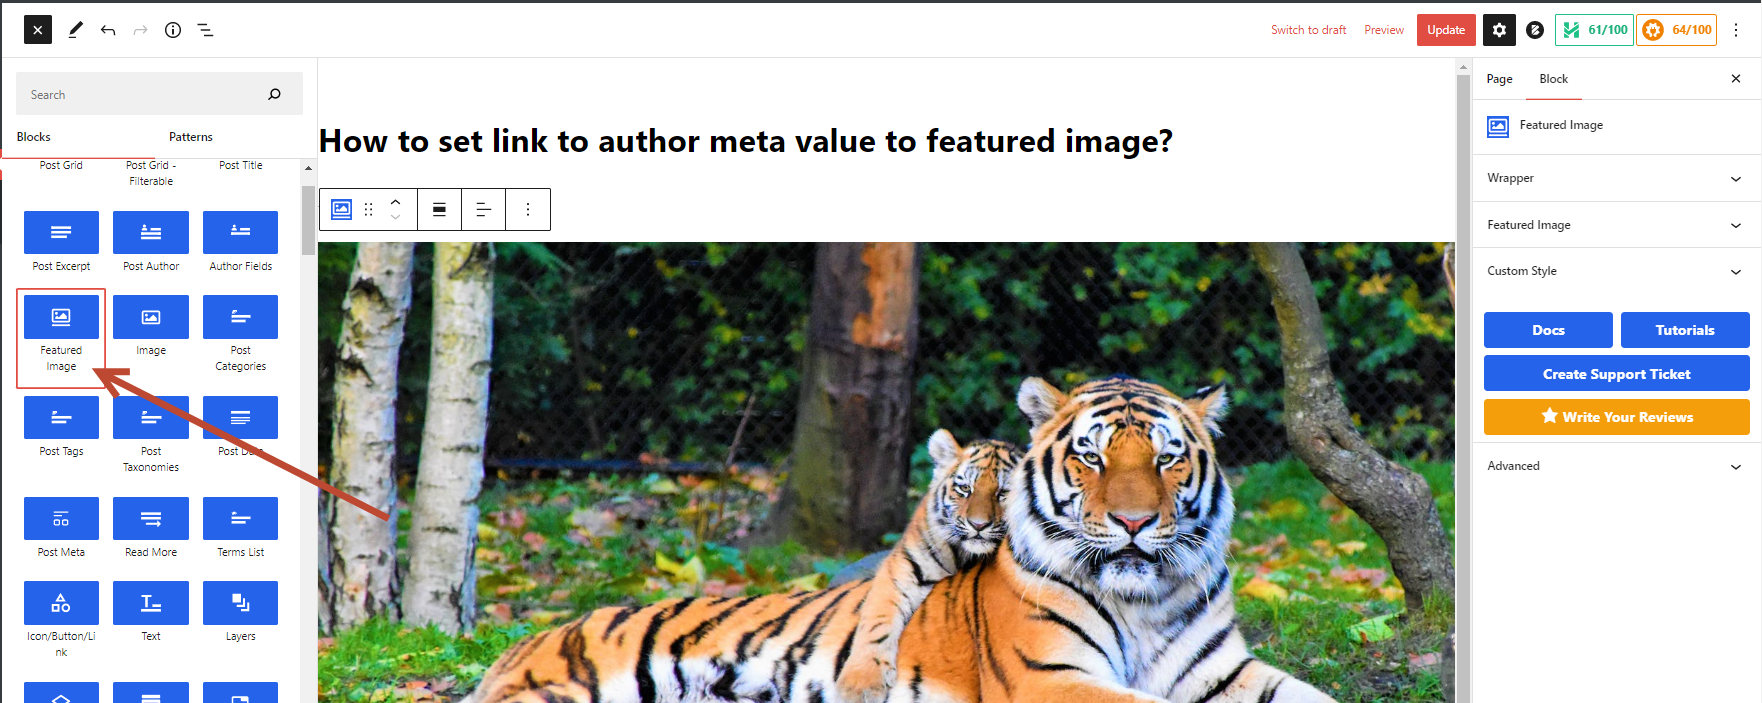 Switch to draft
Preview
Update
61/100
64/100
Search
Blocks
Patterns
Post Grid
Post Grid -
Filterable
Post Title
Post Excerpt
Post Author
Author Fields
Featured
Image
Image
Post
Categories
Post Tags
Post
Taxonomies
Post Date
Post Meta
Read More
Terms List
Icon/Button/Li
nk
Text
Layers
How to set link to author meta value to featured image?
Page
Block
Featured Image
Wrapper
Featured Image
Custom Style
Docs
Tutorials
Create Support Ticket
Write Your Reviews
Advanced